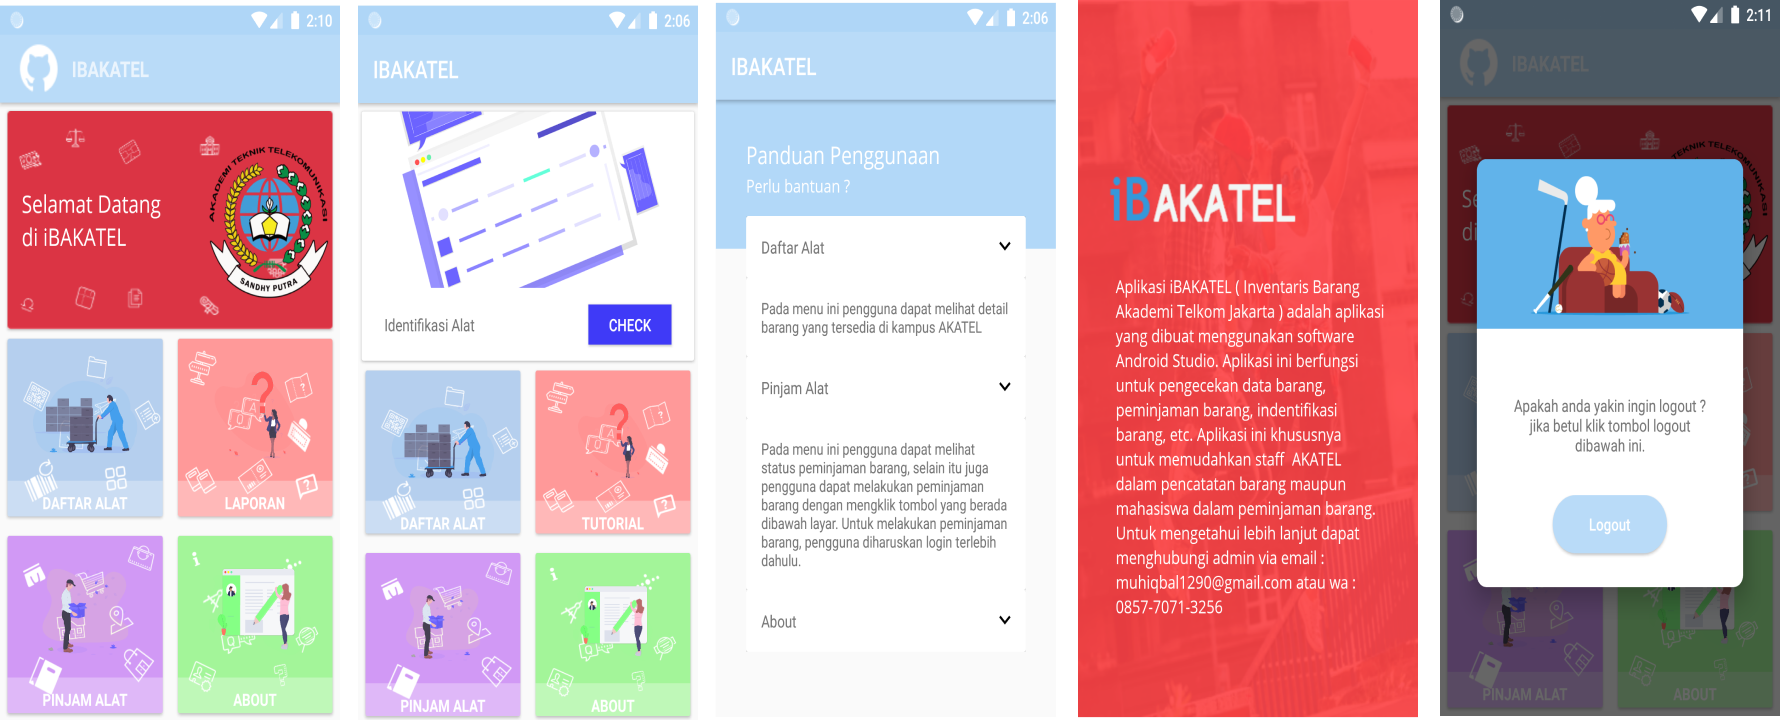 2:10
IBAKATEL
Selamat Datang
di iBAKATEL
AKADEMI TEKNIK TELEKOMUNIKASI
SANDHY PUTRA
DAFTAR ALAT
LAPORAN
PINJAM ALAT
ABOUT
2:06
IBAKATEL
Identifikasi Alat
CHECK
DAFTAR ALAT
TUTORIAL
PINJAM ALAT
ABOUT
2:06
IBAKATEL
Panduan Penggunaan
Perlu bantuan ?
Daftar Alat
Pada menu ini pengguna dapat melihat detail
barang yang tersedia di kampus AKATEL
Pinjam Alat
Pada menu ini pengguna dapat melihat
status peminjaman barang, selain itu juga
pengguna dapat melakukan peminjaman
barang dengan mengklik tombol yang berada
dibawah layar. Untuk melakukan peminjaman
barang, pengguna diharuskan login terlebih
dahulu.
About
iBAKATEL
Aplikasi iBAKATEL ( Inventaris Barang
Akademi Telkom Jakarta ) adalah aplikasi
yang dibuat menggunakan software
Android Studio. Aplikasi ini berfungsi
untuk pengecekan data barang,
peminjaman barang, indentifikasi
barang, etc. Aplikasi ini khususnya
untuk memudahkan staff AKATEL
dalam pencatatan barang maupun
mahasiswa dalam peminjaman barang.
Untuk mengetahui lebih lanjut dapat
menghubungi admin via email :
muhiqbal1290@gmail.com atau wa :
0857-7071-3256
2:11
IBAKATEL
Se
di
Apakah anda yakin ingin logout ?
jika betul klik tombol logout
dibawah ini.
Logout
PINJAM ALAT
ABOUT